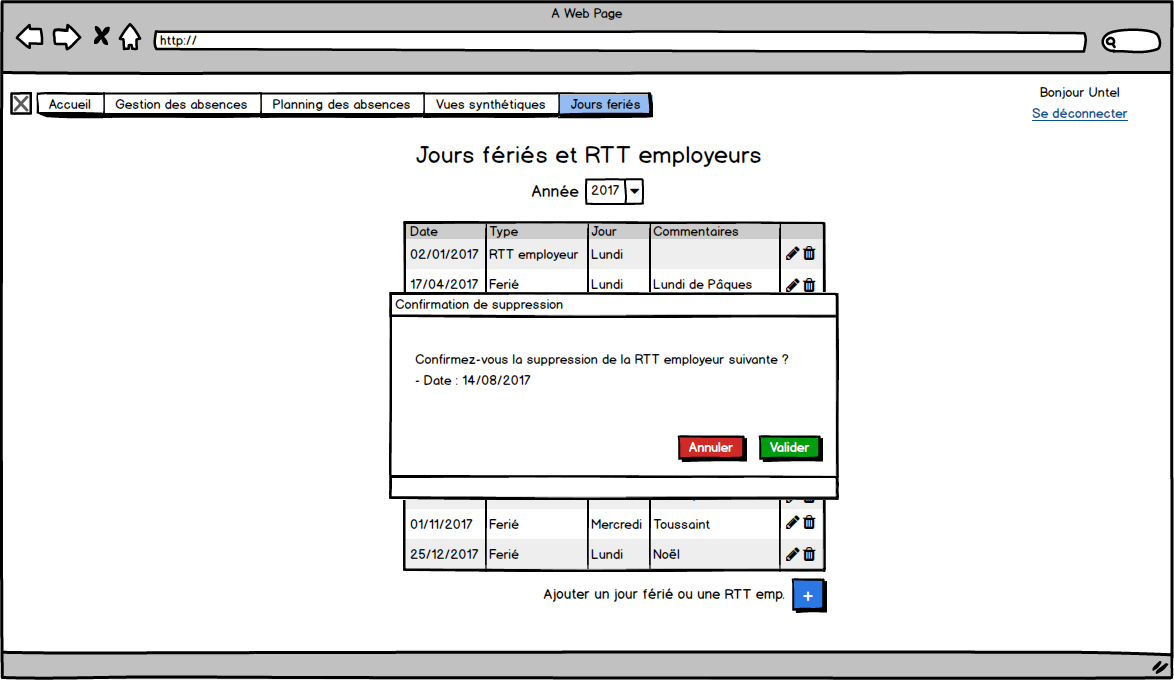 A Web Page
http://
Accueil Gestion des absences Planning des absences Vues synthétiques Jours feriés
Bonjour Untel
Se déconnecter
Jours fériés et RTT employeurs
Année 2017
Date Type Jour Commentaires
02/01/2017 RTT employeur Lundi
17/04/2017 Ferié Lundi Lundi de Pâques
Confirmation de suppression
Confirmez-vous la suppression de la RTT employeur suivante ?
- Date : 14/08/2017
Annuler Valider
01/11/2017 Ferié Mercredi Toussaint
25/12/2017 Ferié Lundi Noël
Ajouter un jour férié ou une RTT emp. +